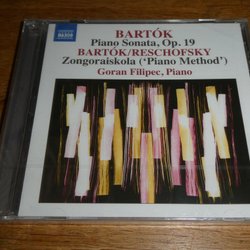 NAXOS
BARTÓK
Piano Sonata, Op. 19
BARTÓK/RESCHOFSKY
Zongoraiskola (‘Piano Method’)
Goran Filipec, Piano